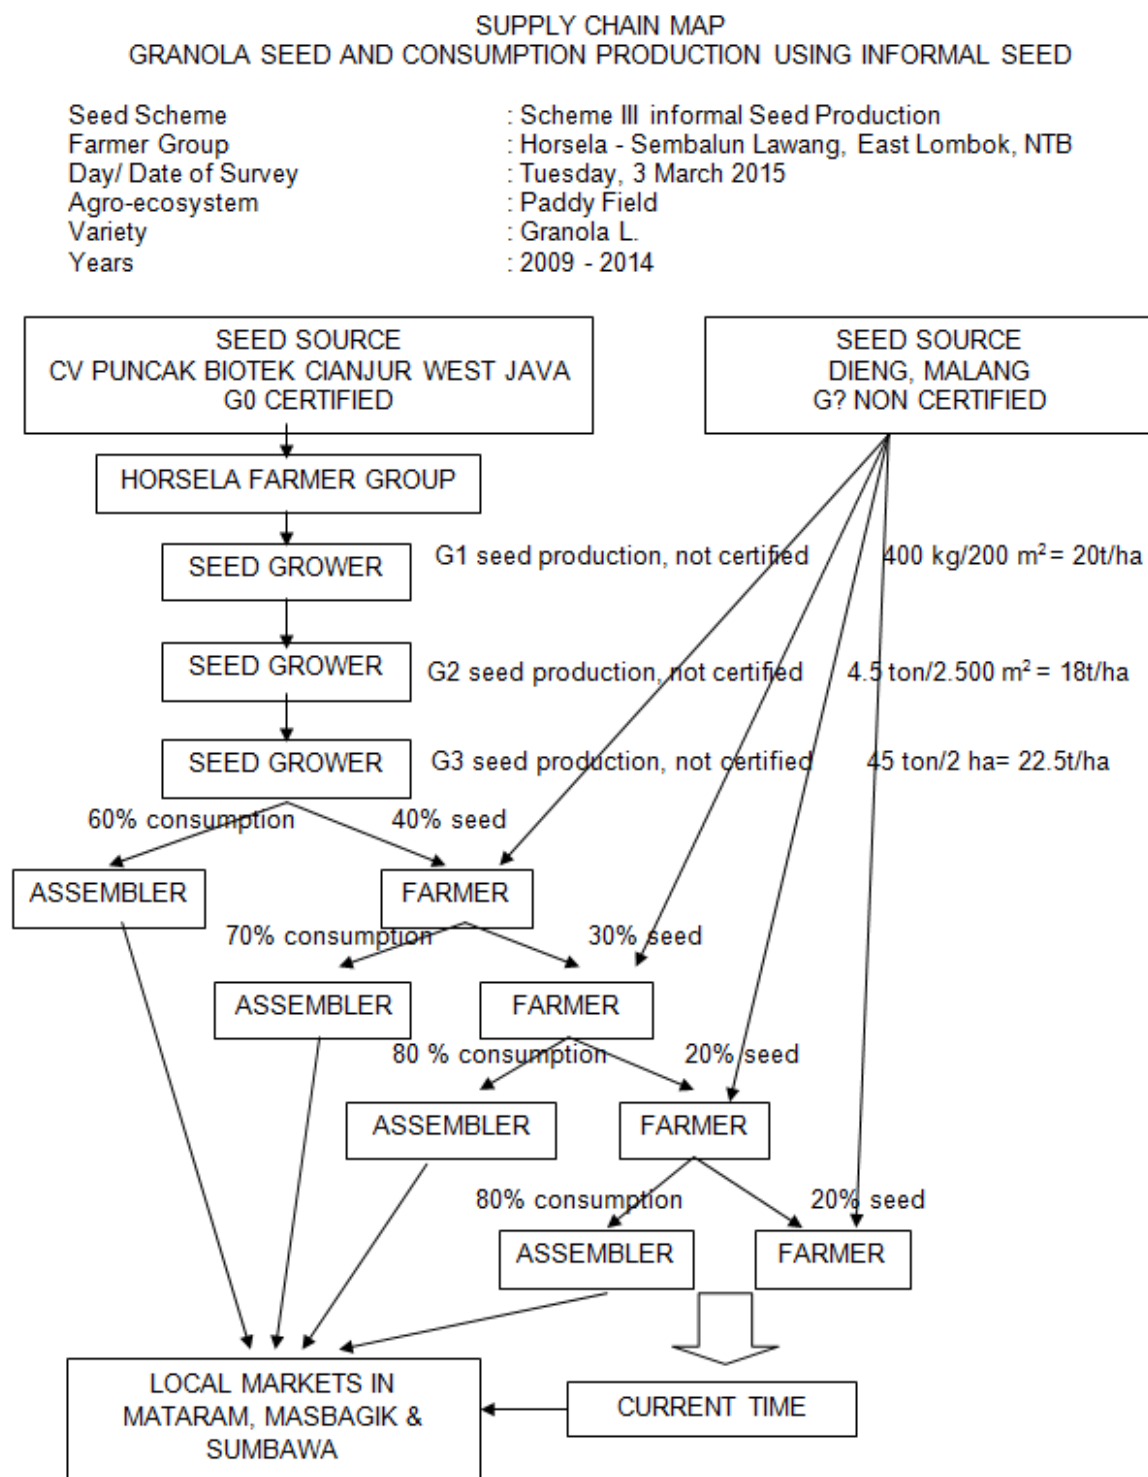 SUPPLY CHAIN MAP
GRANOLA SEED AND CONSUMPTION PRODUCTION USING INFORMAL SEED
Seed Scheme : Scheme III informal Seed Production
Farmer Group : Horsela - Sembalun Lawang, East Lombok, NTB
Day/ Date of Survey : Tuesday, 3 March 2015
Agro-ecosystem : Paddy Field
Variety : Granola L.
Years : 2009 - 2014
SEED SOURCE
CV PUNCAK BIOTEK CIANJUR WEST JAVA
G0 CERTIFIED
SEED SOURCE
DIENG, MALANG
G? NON CERTIFIED
HORSELA FARMER GROUP
SEED GROWER
G1 seed production, not certified
400 kg/200 m² = 20t/ha
SEED GROWER
G2 seed production, not certified
4.5 ton/2.500 m² = 18t/ha
SEED GROWER
G3 seed production, not certified
45 ton/2 ha= 22.5t/ha
60% consumption
40% seed
ASSEMBLER
FARMER
70% consumption
30% seed
ASSEMBLER
FARMER
80 % consumption
20% seed
ASSEMBLER
FARMER
80% consumption
20% seed
ASSEMBLER
FARMER
LOCAL MARKETS IN
MATARAM, MASBAGIK &
SUMBAWA
CURRENT TIME